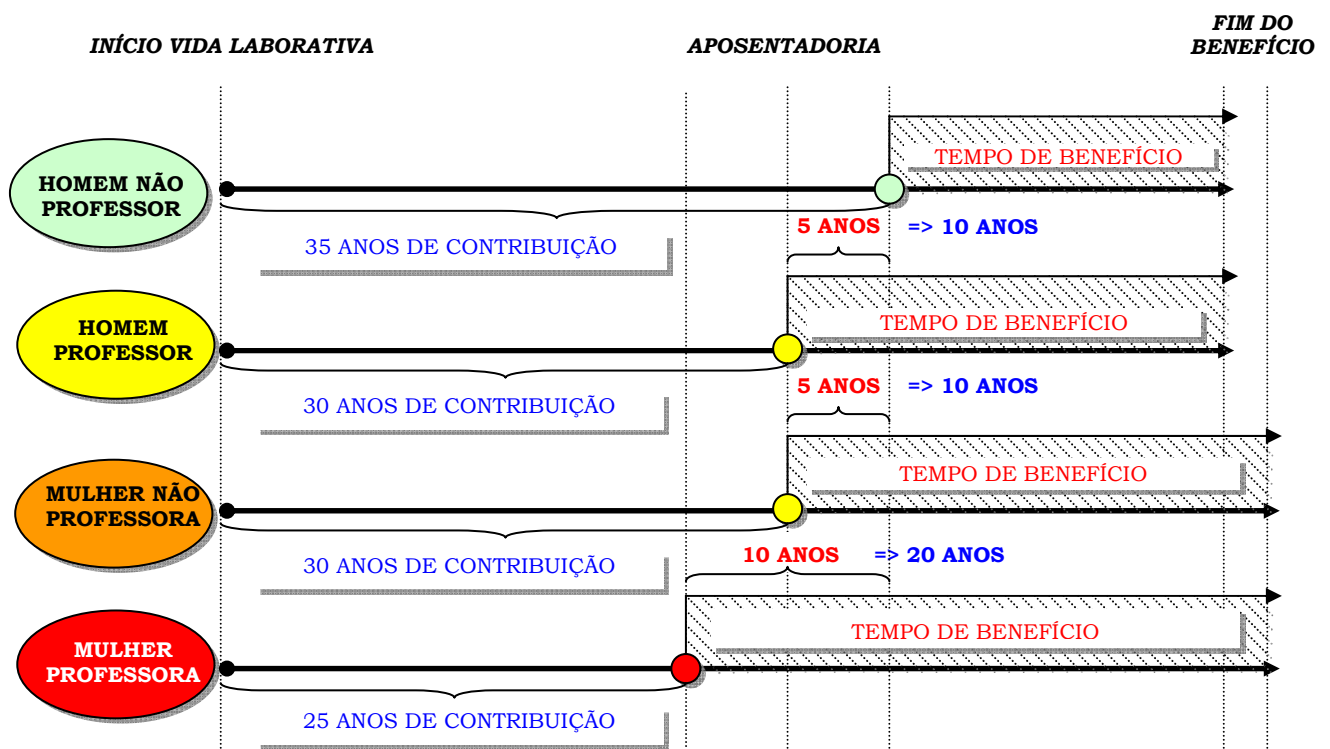 INÍCIO VIDA LABORATIVA
APOSENTADORIA
FIM DO
BENEFÍCIO
HOMEM NÃO
PROFESSOR
TEMPO DE BENEFÍCIO
35 ANOS DE CONTRIBUIÇÃO
5 ANOS => 10 ANOS
HOMEM
PROFESSOR
TEMPO DE BENEFÍCIO
30 ANOS DE CONTRIBUIÇÃO
5 ANOS => 10 ANOS
MULHER NÃO
PROFESSORA
TEMPO DE BENEFÍCIO
30 ANOS DE CONTRIBUIÇÃO
10 ANOS => 20 ANOS
MULHER
PROFESSORA
TEMPO DE BENEFÍCIO
25 ANOS DE CONTRIBUIÇÃO